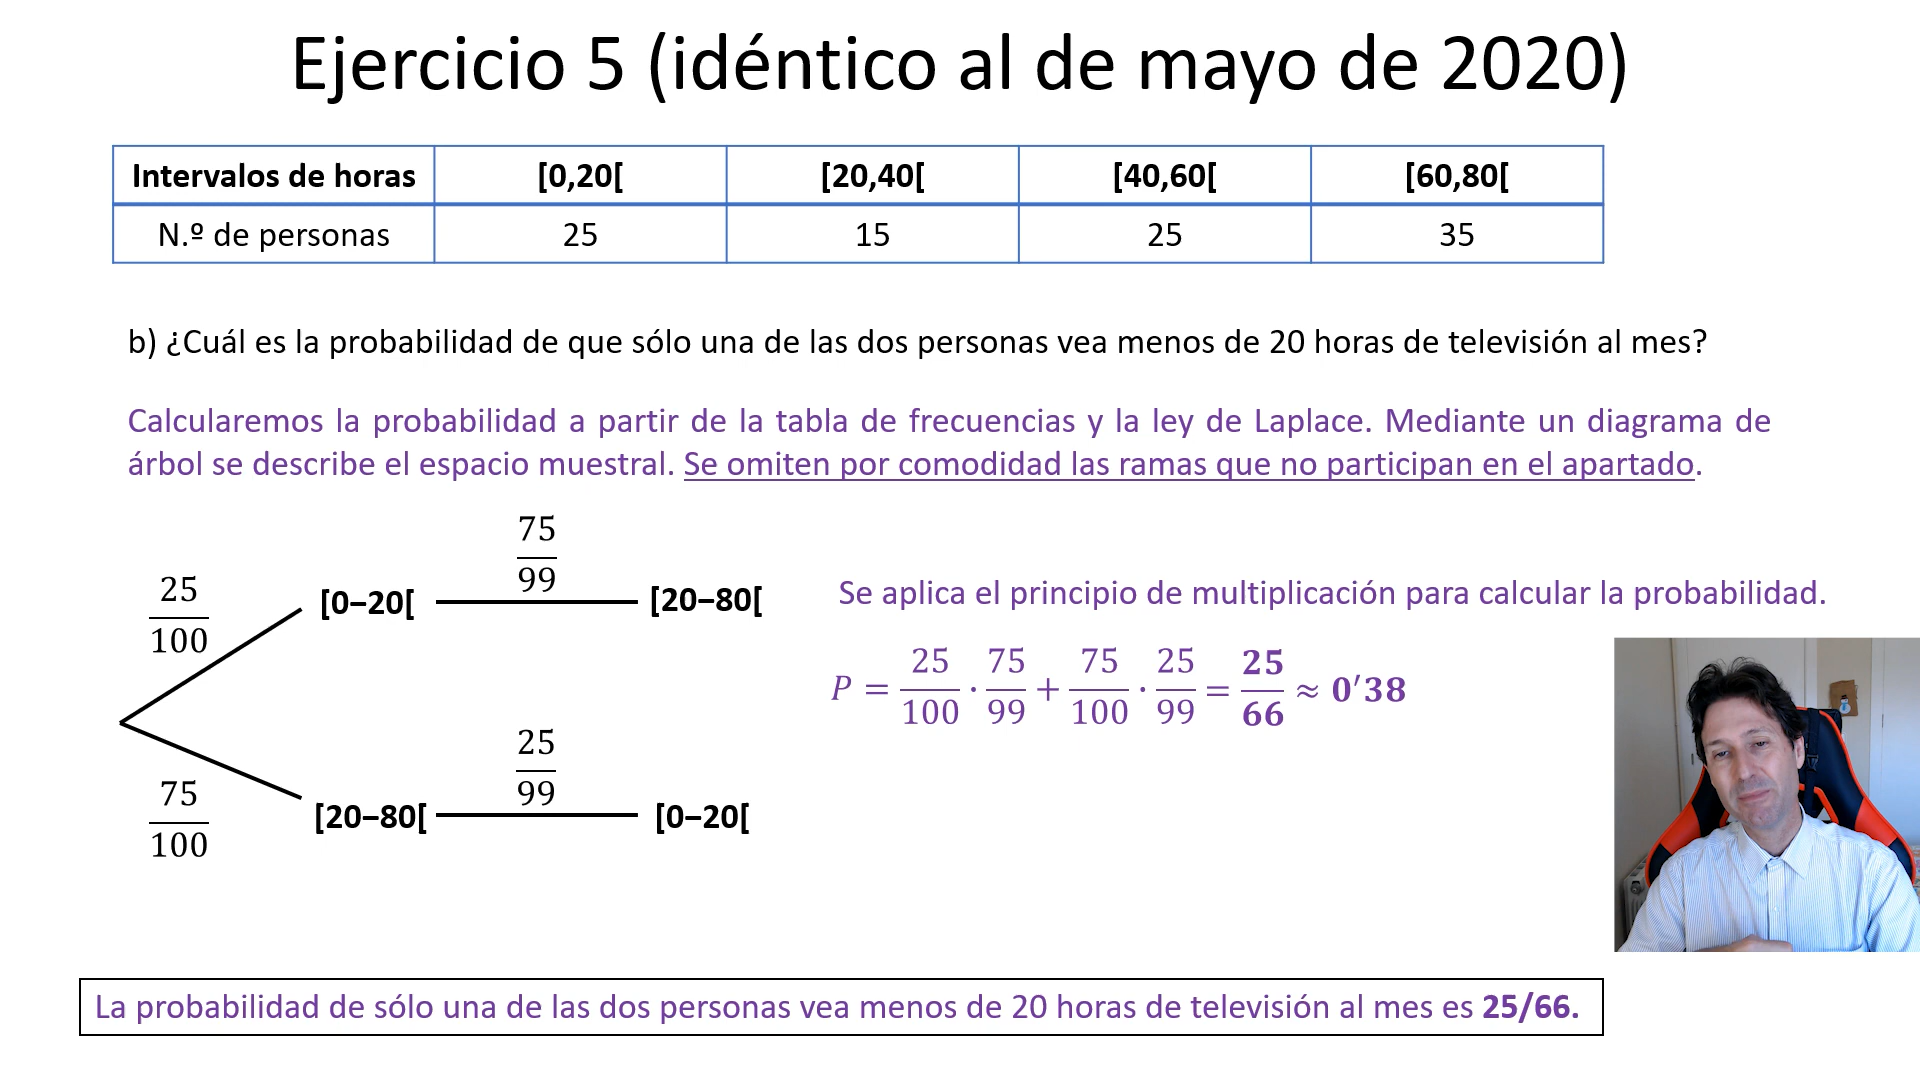 Ejercicio 5 (idéntico al de mayo de 2020)
Intervalos de horas [0,20[ [20,40[ [40,60[ [60,80[
N.º de personas 25 15 25 35
b) ¿Cuál es la probabilidad de que sólo una de las dos personas vea menos de 20 horas de televisión al mes?
Calcularemos la probabilidad a partir de la tabla de frecuencias y la ley de Laplace. Mediante un diagrama de
árbol se describe el espacio muestral. Se omiten por comodidad las ramas que no participan en el apartado.
25/100 [0–20[ 75/99 [20–80[
75/100 [20–80[ 25/99 [0–20[
Se aplica el principio de multiplicación para calcular la probabilidad.
P = 25/100 · 75/99 + 75/100 · 25/99 = 25/66 ≈ 0′38
La probabilidad de sólo una de las dos personas vea menos de 20 horas de televisión al mes es 25/66.